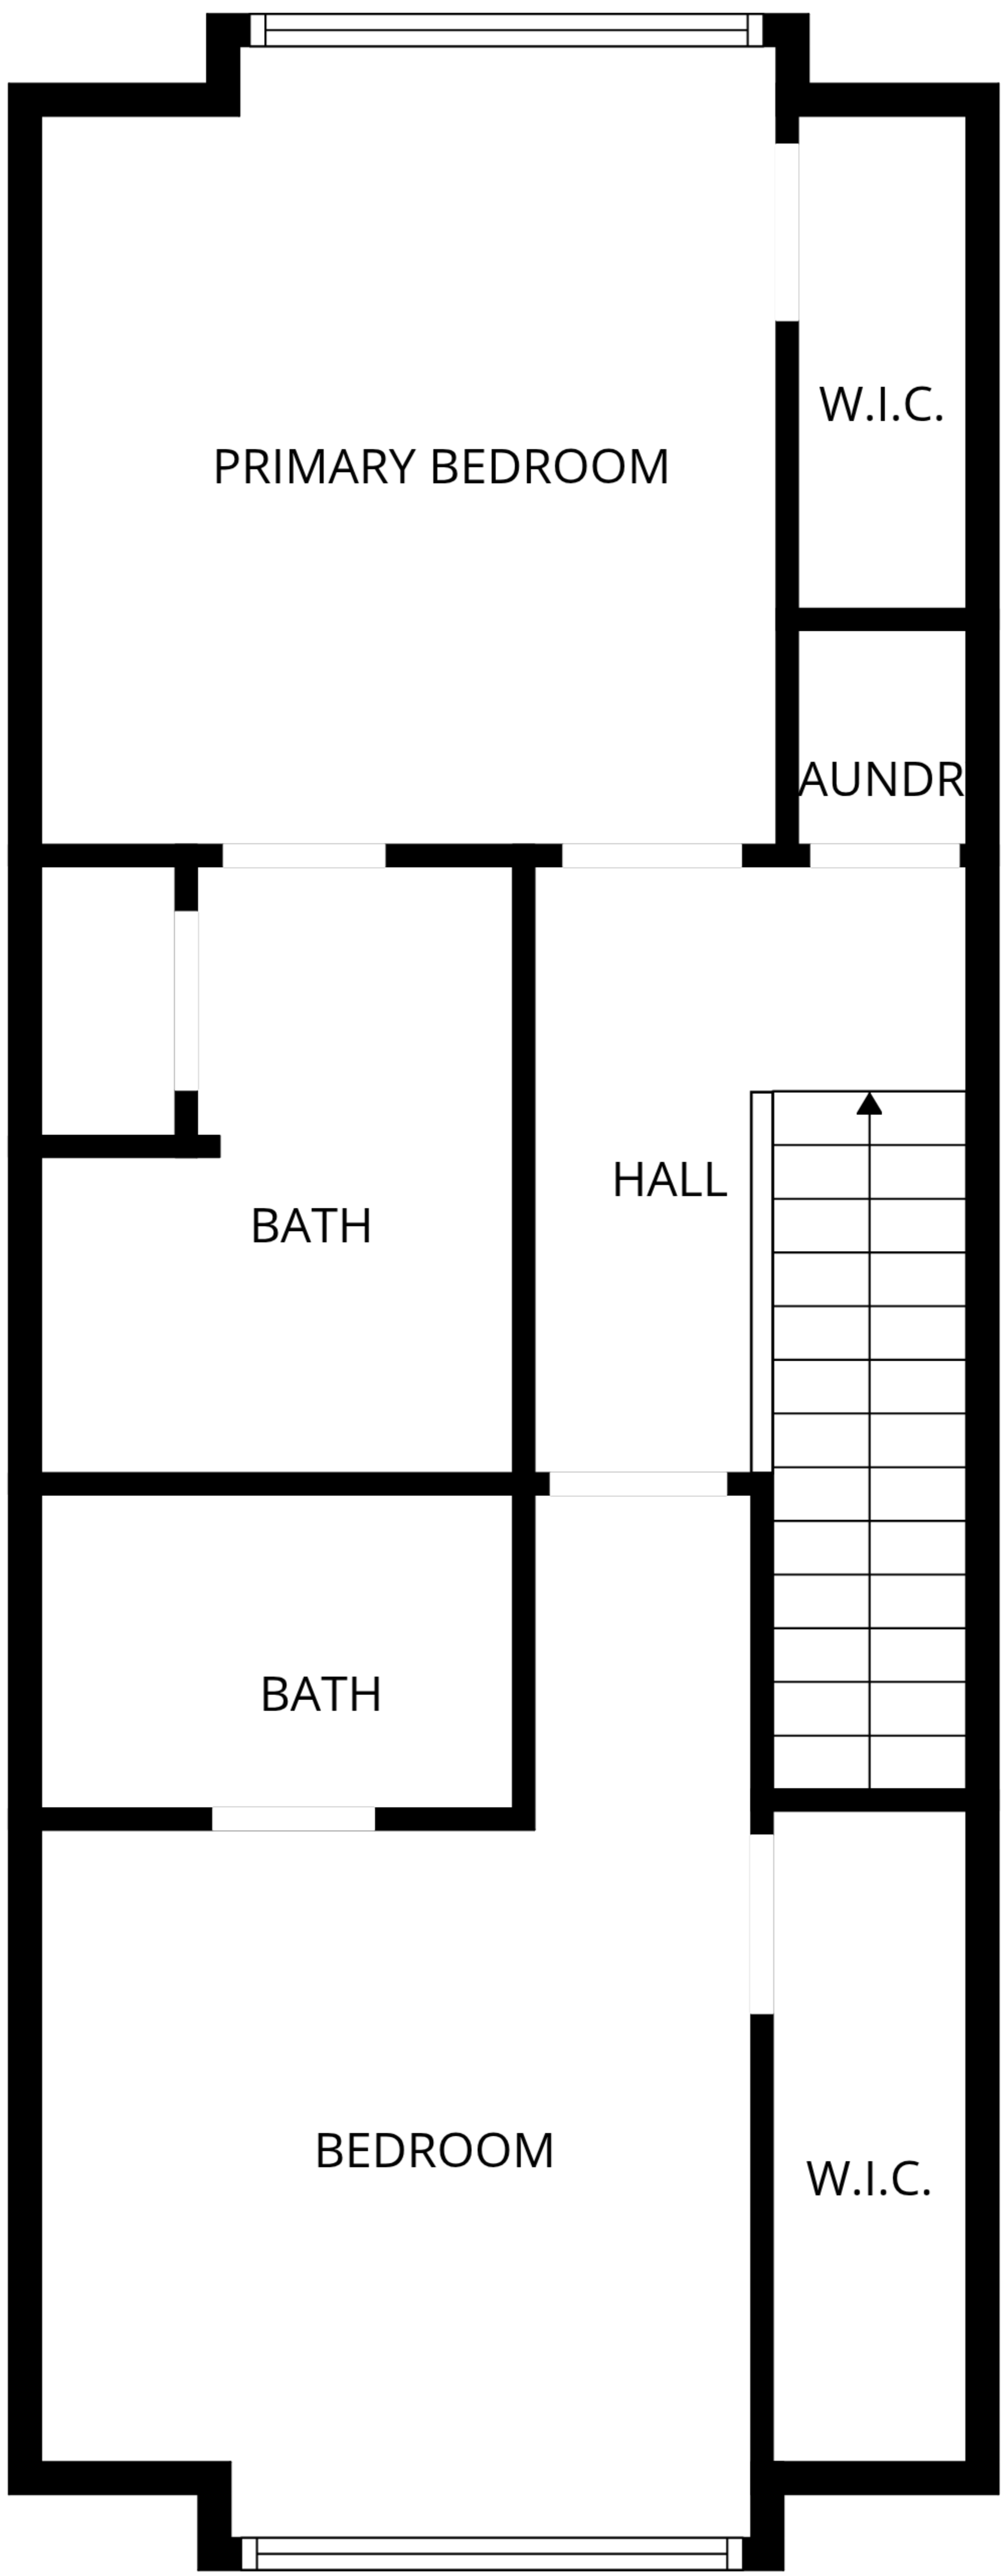 W.I.C.
PRIMARY BEDROOM
AUNDR
HALL
BATH
BATH
BEDROOM
W.I.C.